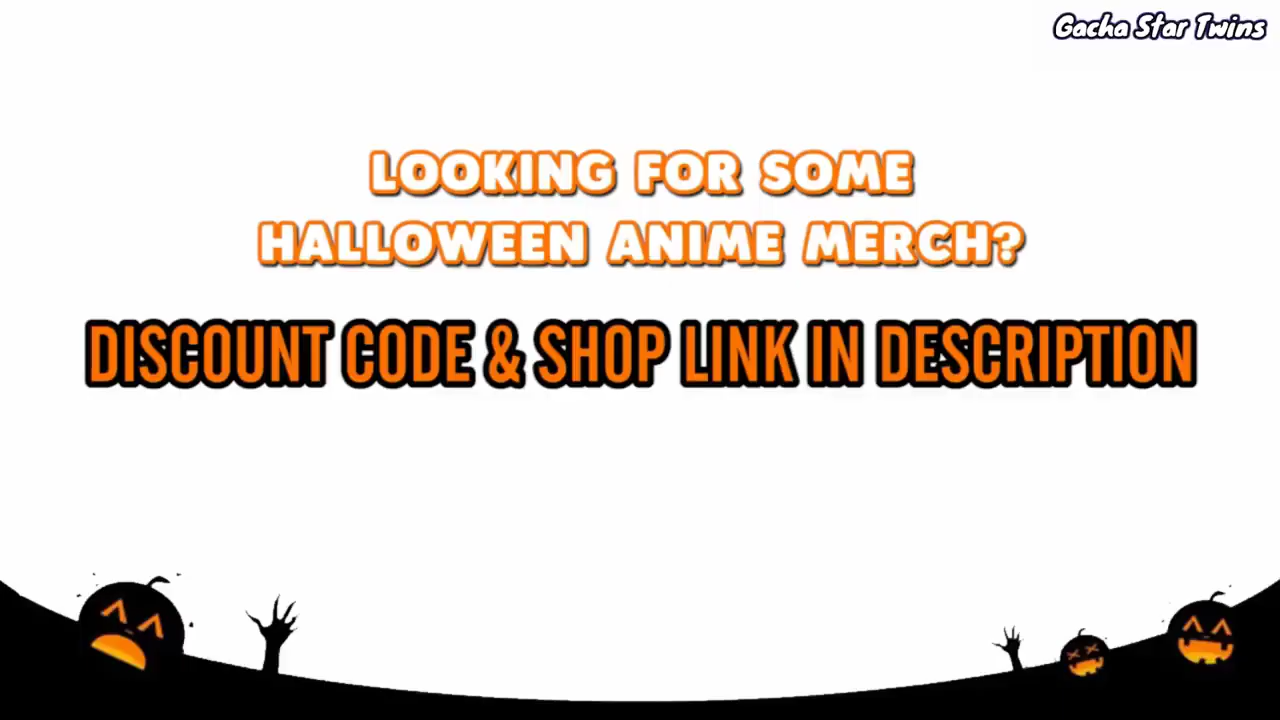 Gacha Star Twins
LOOKING FOR SOME
HALLOWEEN ANIME MERCH?
DISCOUNT CODE & SHOP LINK IN DESCRIPTION